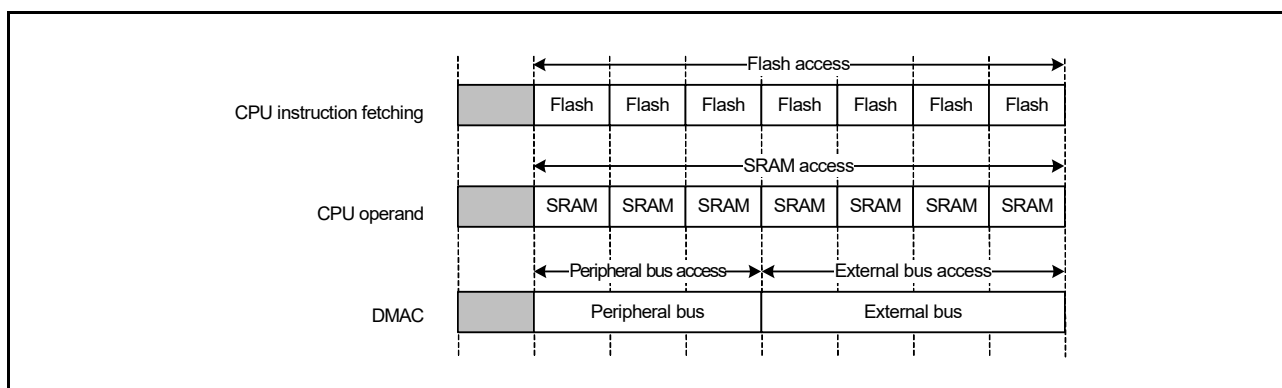 Flash access
CPU instruction fetching Flash Flash Flash Flash Flash Flash Flash
SRAM access
CPU operand SRAM SRAM SRAM SRAM SRAM SRAM SRAM
Peripheral bus access External bus access
DMAC Peripheral bus External bus